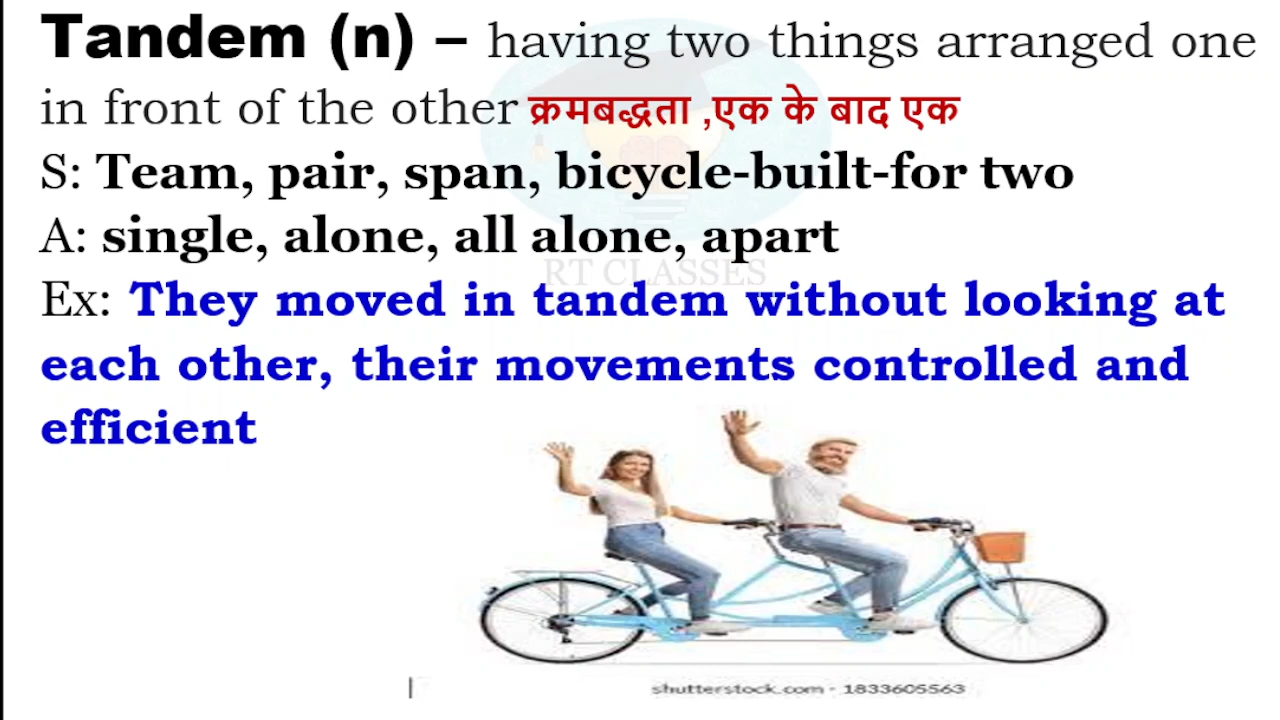 Tandem (n) – having two things arranged one
in front of the other क्रमबद्धता ,एक के बाद एक
S: Team, pair, span, bicycle-built-for two
A: single, alone, all alone, apart
RT CLASSES
Ex: They moved in tandem without looking at
each other, their movements controlled and
efficient
shutterstock.com · 1833605563